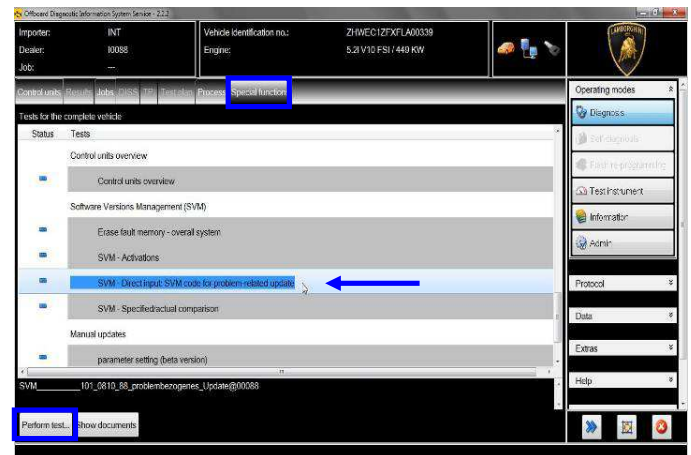 Offboard Diagnostic Information System Service - 2.2.2
Importer: INT
Dealer: I0088
Job: ---
Vehicle Identification no.: ZHWEC1ZFXFLA00339
Engine: 5.2l V10 FSI / 449 KW
LAMBORGHINI
Control units Results Jobs DISS TP Test plan Process Special functions
Tests for the complete vehicle
Status Tests
Control units overview
Control units overview
Software Versions Management (SVM)
Erase fault memory - overall system
SVM - Activations
SVM - Direct input: SVM code for problem-related update
SVM - Specified/actual comparison
Manual updates
parameter setting (beta version)
SVM_____101_0810_88_problembezogenes_Update@00088
Perform test... Show documents
Operating modes
Diagnosis
Self-diagnosis
Flash re-programming
Test instrument
Information
Admin
Protocol
Data
Extras
Help